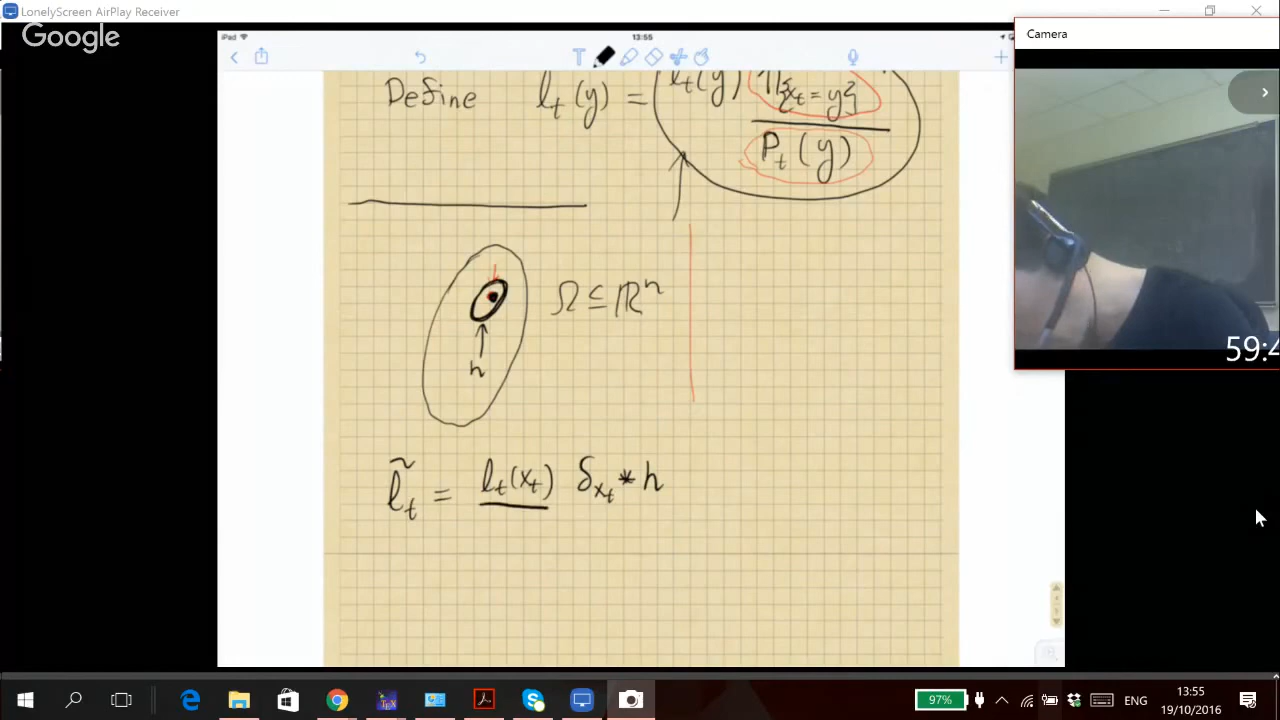 LonelyScreen AirPlay Receiver
Google
iPad 13:55
T
Camera
Define l_t(y) = l_t(y) 𝟙{x_t = y}
P_t(y)
Ω ⊆ ℝⁿ
h
l̃_t = l_t(x_t) δ_{x_t} * h
59:4
97% ENG 13:55
19/10/2016